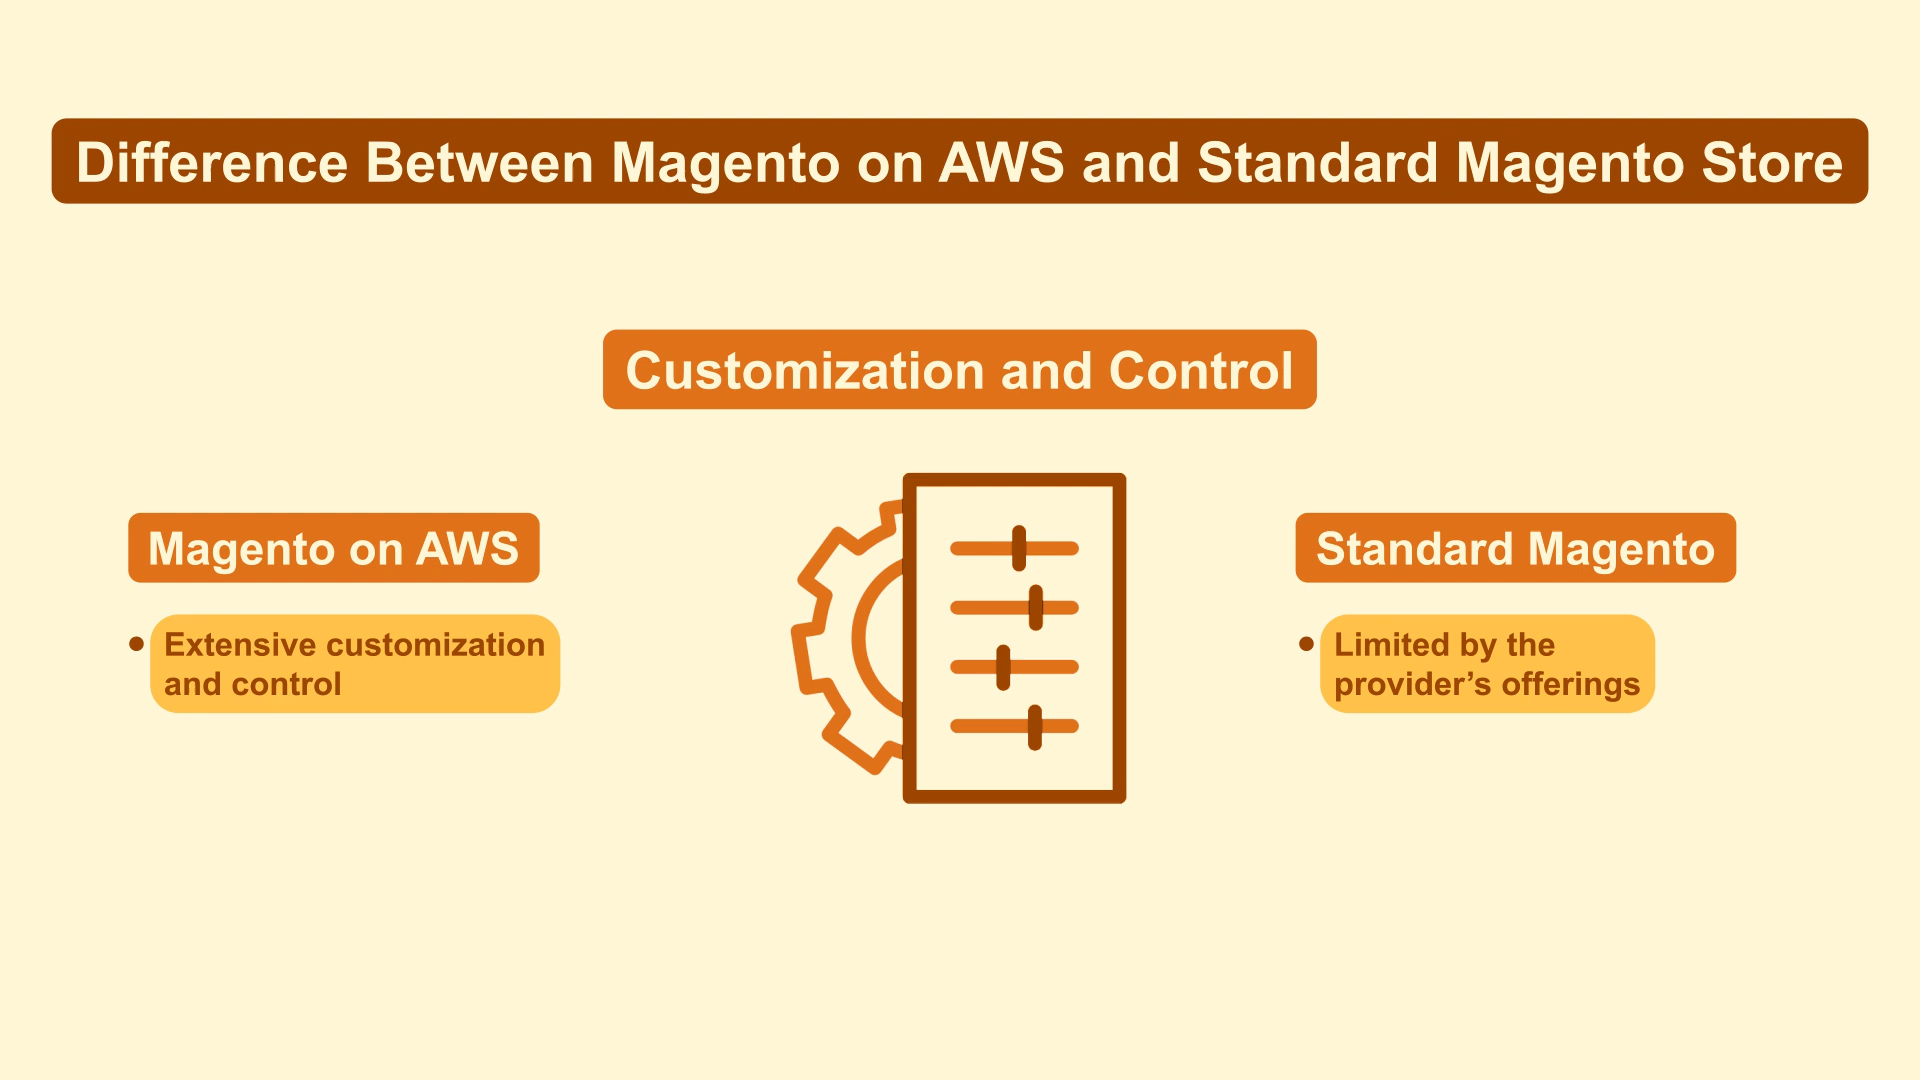 Difference Between Magento on AWS and Standard Magento Store
Customization and Control
Magento on AWS
• Extensive customization
and control
Standard Magento
• Limited by the
provider’s offerings